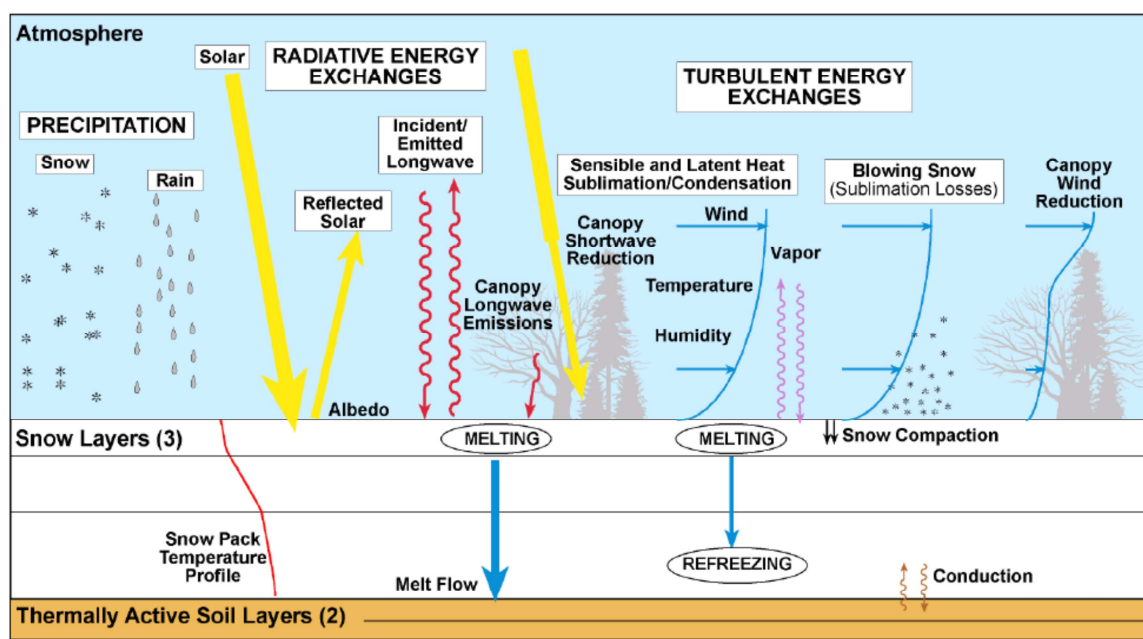 Atmosphere
Solar
RADIATIVE ENERGY
EXCHANGES
TURBULENT ENERGY
EXCHANGES
PRECIPITATION
Snow
Rain
Reflected
Solar
Incident/
Emitted
Longwave
Canopy
Longwave
Emissions
Sensible and Latent Heat
Sublimation/Condensation
Canopy
Shortwave
Reduction
Wind
Vapor
Temperature
Humidity
Blowing Snow
(Sublimation Losses)
Canopy
Wind
Reduction
Albedo
Snow Layers (3)
MELTING
MELTING
Snow Compaction
Snow Pack
Temperature
Profile
Melt Flow
REFREEZING
Conduction
Thermally Active Soil Layers (2)